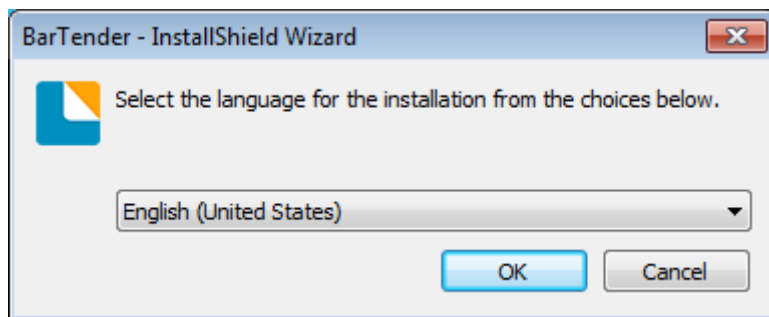 BarTender - InstallShield Wizard
Select the language for the installation from the choices below.
English (United States)
OK
Cancel